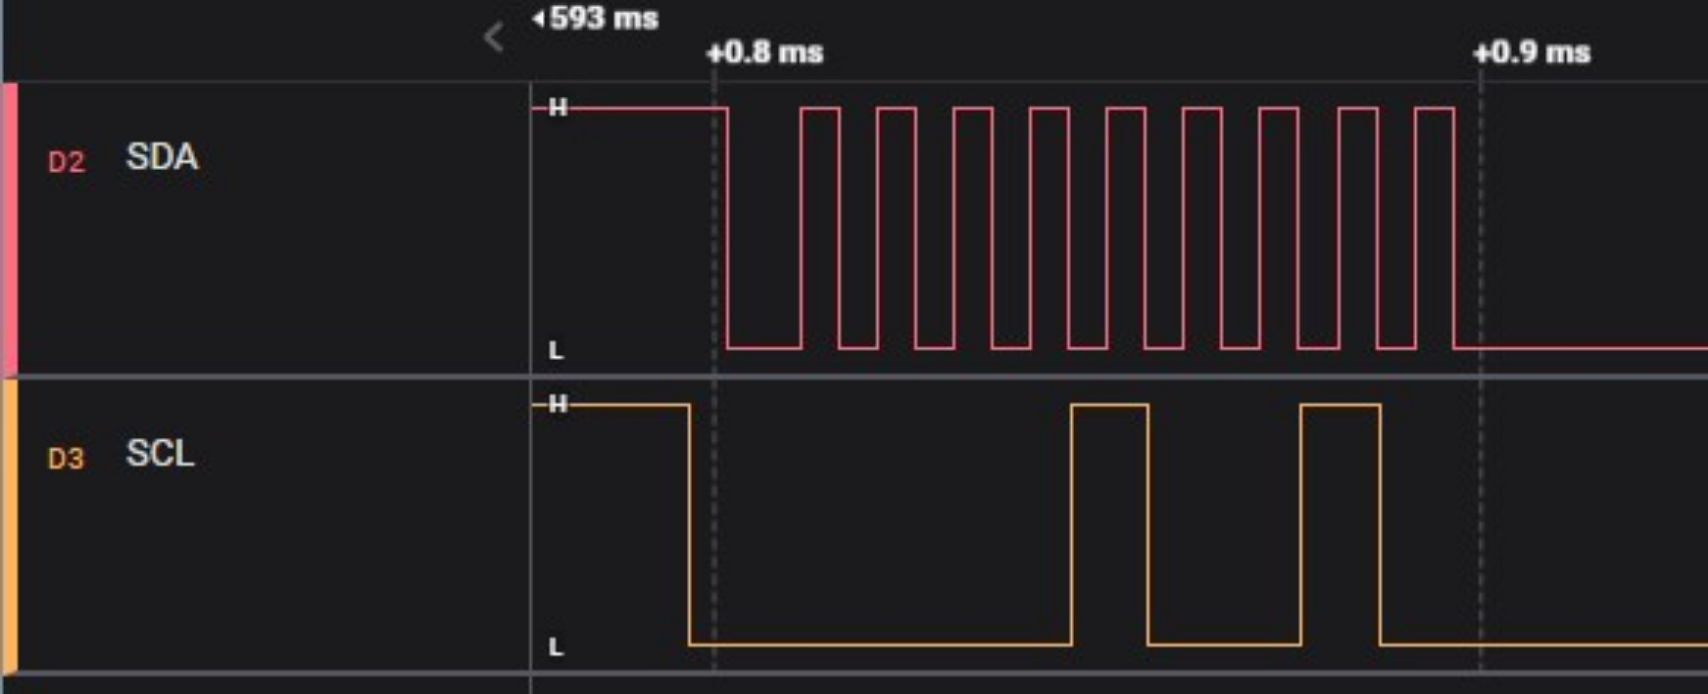 593 ms
+0.8 ms
+0.9 ms
D2 SDA
H
L
D3 SCL
H
L